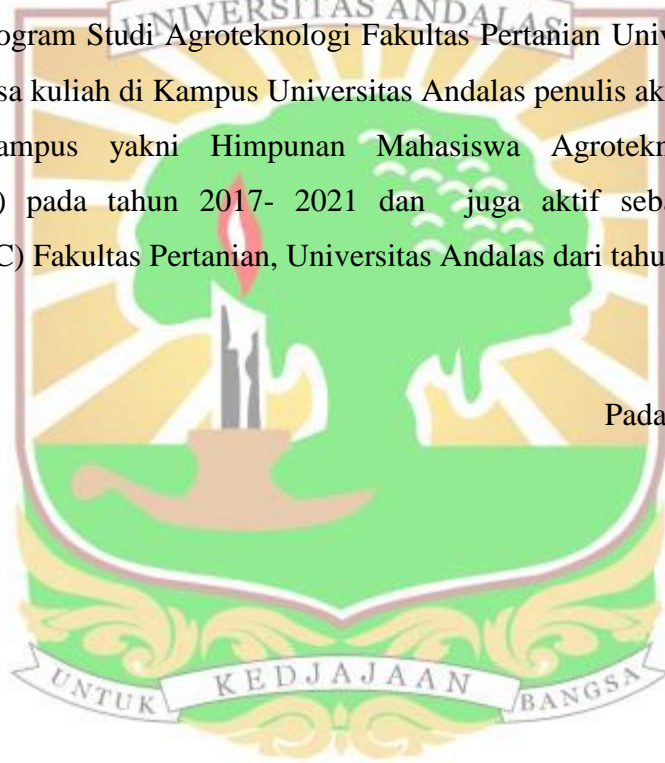 UNIVERSITAS ANDALAS
ogram Studi Agroteknologi Fakultas Pertanian Univ
sa kuliah di Kampus Universitas Andalas penulis ak
ampus yakni Himpunan Mahasiswa Agrotekn
) pada tahun 2017- 2021 dan juga aktif seb
C) Fakultas Pertanian, Universitas Andalas dari tahu
Pada
UNTUK KEDJAJAAN BANGSA